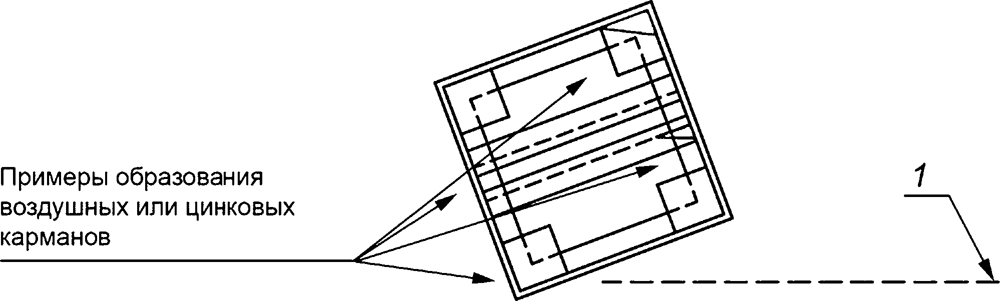 Примеры образования
воздушных или цинковых
карманов
1